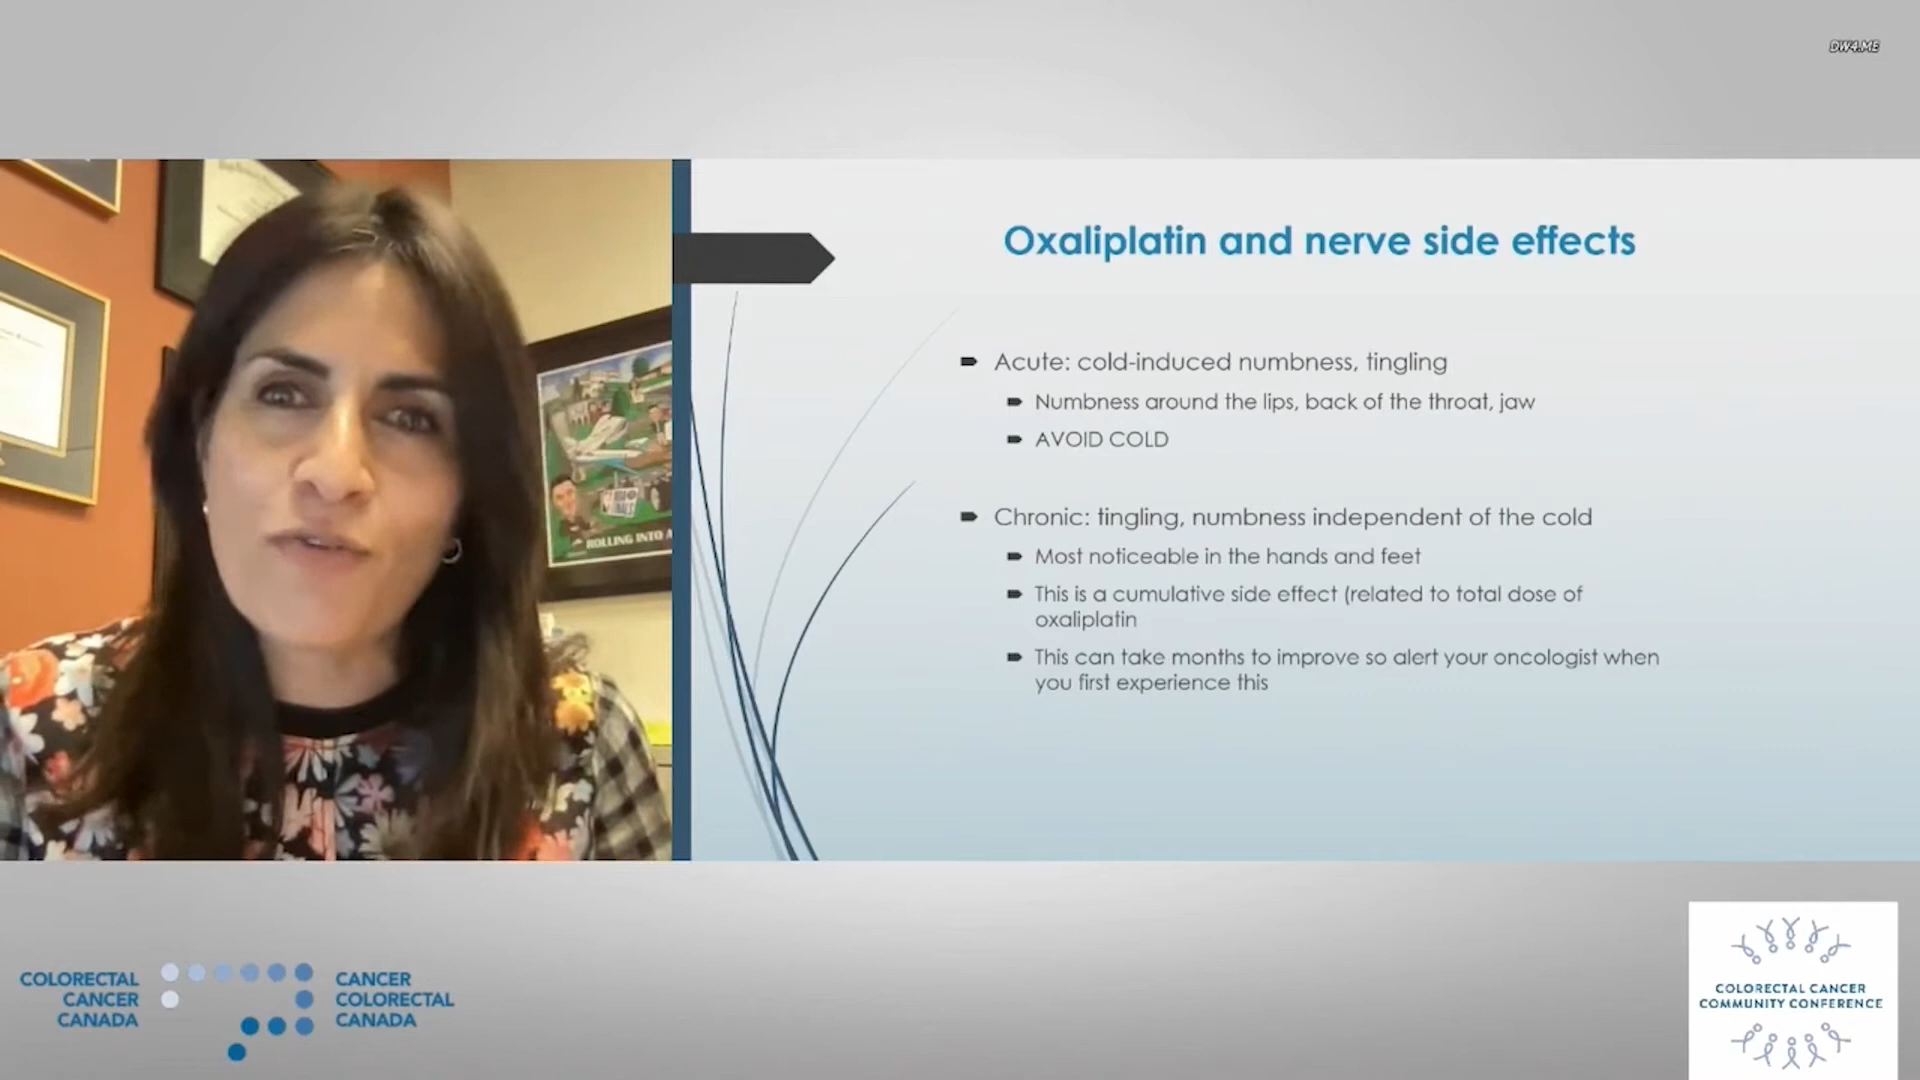 DW4.ME
Oxaliplatin and nerve side effects
Acute: cold-induced numbness, tingling
Numbness around the lips, back of the throat, jaw
AVOID COLD
Chronic: tingling, numbness independent of the cold
Most noticeable in the hands and feet
This is a cumulative side effect (related to total dose of
oxaliplatin
This can take months to improve so alert your oncologist when
you first experience this
ROLLING INTO
FINALS
COLORECTAL
CANCER
CANADA
CANCER
COLORECTAL
CANADA
COLORECTAL CANCER
COMMUNITY CONFERENCE